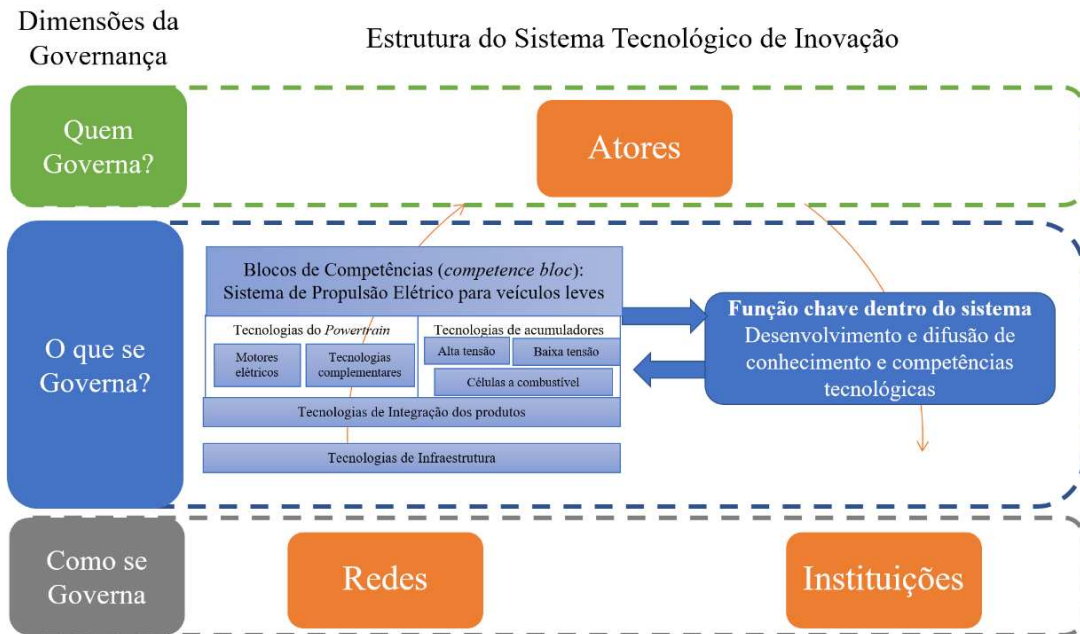 Dimensões da
Governança
Estrutura do Sistema Tecnológico de Inovação
Quem
Governa?
Atores
O que se
Governa?
Blocos de Competências (competence bloc):
Sistema de Propulsão Elétrico para veículos leves
Tecnologias do Powertrain
Motores
elétricos
Tecnologias
complementares
Tecnologias de acumuladores
Alta tensão
Baixa tensão
Células a combustível
Tecnologias de Integração dos produtos
Tecnologias de Infraestrutura
Função chave dentro do sistema
Desenvolvimento e difusão de
conhecimento e competências
tecnológicas
Como se
Governa
Redes
Instituições